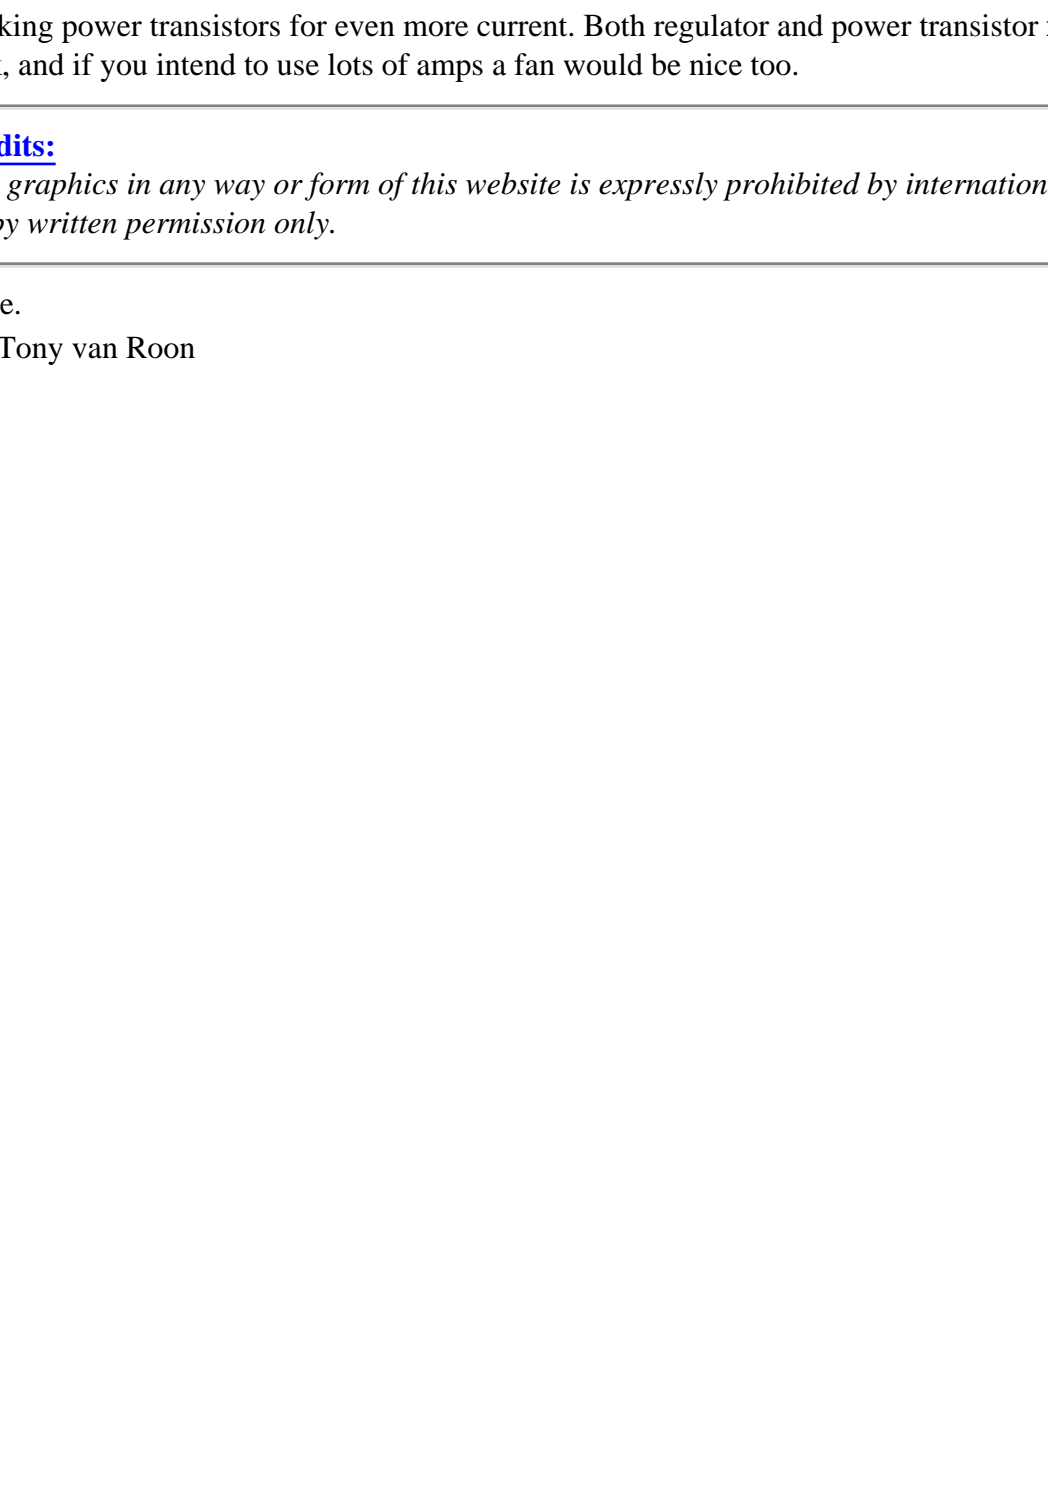 king power transistors for even more current. Both regulator and power transistor
, and if you intend to use lots of amps a fan would be nice too.
dits:
graphics in any way or form of this website is expressly prohibited by internation
by written permission only.
e.
Tony van Roon